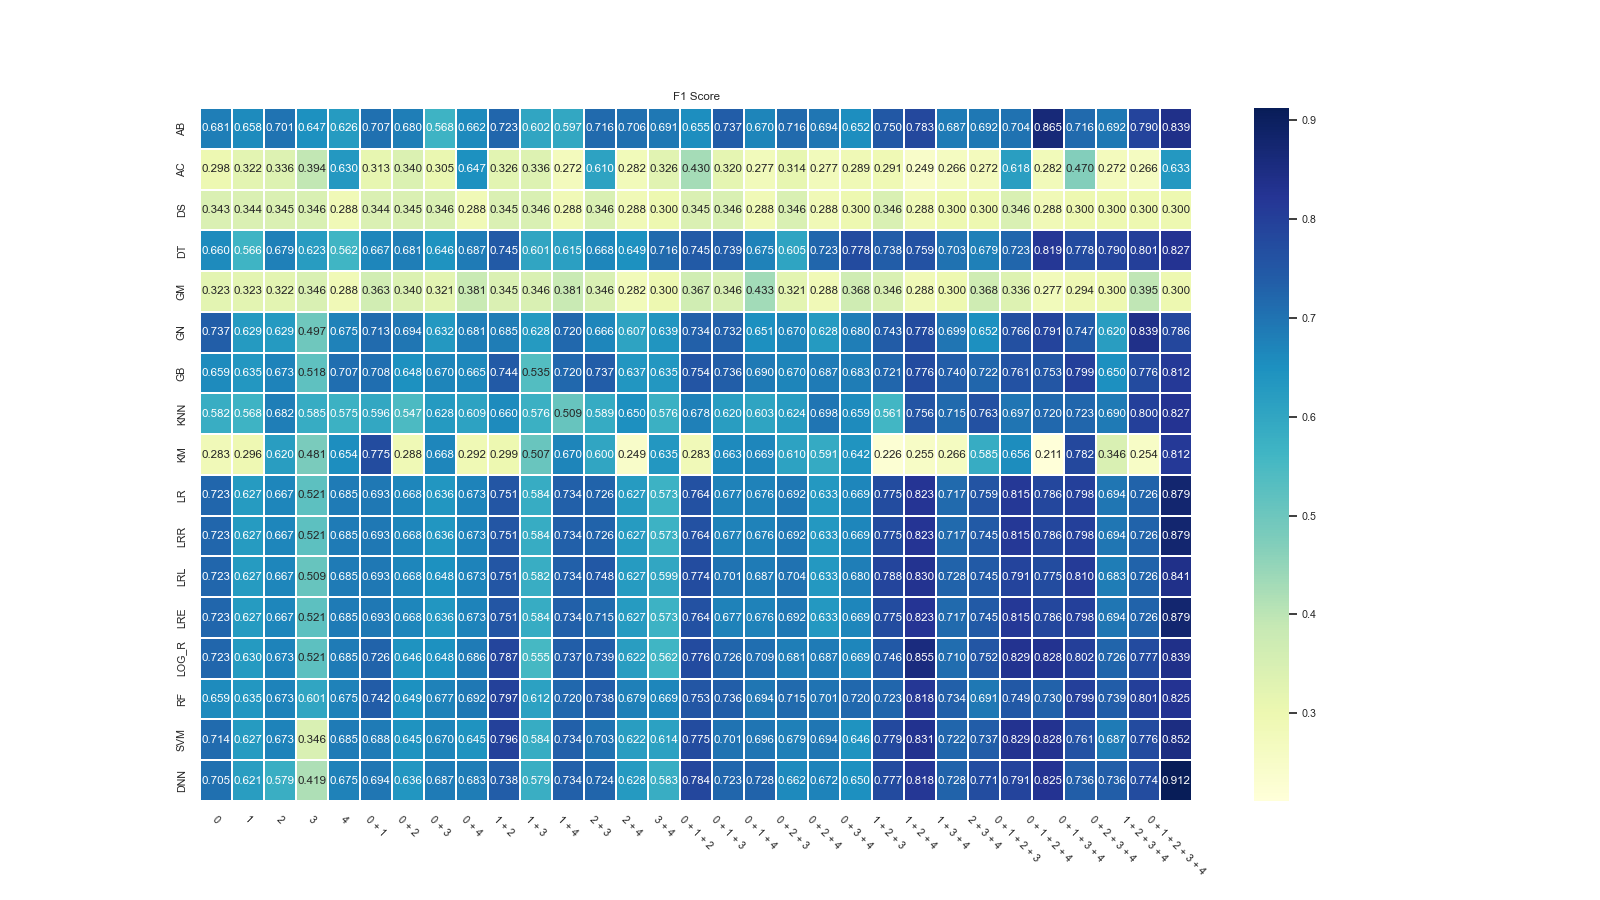 F1 Score
AB 0.681 0.658 0.701 0.647 0.626 0.707 0.680 0.568 0.662 0.723 0.602 0.597 0.716 0.706 0.691 0.655 0.737 0.670 0.716 0.694 0.652 0.750 0.783 0.687 0.692 0.704 0.865 0.716 0.692 0.790 0.839
AC 0.298 0.322 0.336 0.394 0.630 0.313 0.340 0.305 0.647 0.326 0.336 0.272 0.610 0.282 0.326 0.430 0.320 0.277 0.314 0.277 0.289 0.291 0.249 0.266 0.272 0.618 0.282 0.470 0.272 0.266 0.633
DS 0.343 0.344 0.345 0.346 0.288 0.344 0.345 0.346 0.288 0.345 0.346 0.288 0.346 0.288 0.300 0.345 0.346 0.288 0.346 0.288 0.300 0.346 0.288 0.300 0.300 0.346 0.288 0.300 0.300 0.300 0.300
DT 0.660 0.566 0.679 0.623 0.562 0.667 0.681 0.646 0.687 0.745 0.601 0.615 0.668 0.649 0.716 0.745 0.739 0.675 0.605 0.723 0.778 0.738 0.759 0.703 0.679 0.723 0.819 0.778 0.790 0.801 0.827
GM 0.323 0.323 0.322 0.346 0.288 0.363 0.340 0.321 0.381 0.345 0.346 0.381 0.346 0.282 0.300 0.367 0.346 0.433 0.321 0.288 0.368 0.346 0.288 0.300 0.368 0.336 0.277 0.294 0.300 0.395 0.300
GN 0.737 0.629 0.629 0.497 0.675 0.713 0.694 0.632 0.681 0.685 0.628 0.720 0.666 0.607 0.639 0.734 0.732 0.651 0.670 0.628 0.680 0.743 0.778 0.699 0.652 0.766 0.791 0.747 0.620 0.839 0.786
GB 0.659 0.635 0.673 0.518 0.707 0.708 0.648 0.670 0.665 0.744 0.535 0.720 0.737 0.637 0.635 0.754 0.736 0.690 0.670 0.687 0.683 0.721 0.776 0.740 0.722 0.761 0.753 0.799 0.650 0.776 0.812
KNN 0.582 0.568 0.682 0.585 0.575 0.596 0.547 0.628 0.609 0.660 0.576 0.509 0.589 0.650 0.576 0.678 0.620 0.603 0.624 0.698 0.659 0.561 0.756 0.715 0.763 0.697 0.720 0.723 0.690 0.800 0.827
KM 0.283 0.296 0.620 0.481 0.654 0.775 0.288 0.668 0.292 0.299 0.507 0.670 0.600 0.249 0.635 0.283 0.663 0.669 0.610 0.591 0.642 0.226 0.255 0.266 0.585 0.656 0.211 0.782 0.346 0.254 0.812
LR 0.723 0.627 0.667 0.521 0.685 0.693 0.668 0.636 0.673 0.751 0.584 0.734 0.726 0.627 0.573 0.764 0.677 0.676 0.692 0.633 0.669 0.775 0.823 0.717 0.759 0.815 0.786 0.798 0.694 0.726 0.879
LRR 0.723 0.627 0.667 0.521 0.685 0.693 0.668 0.636 0.673 0.751 0.584 0.734 0.726 0.627 0.573 0.764 0.677 0.676 0.692 0.633 0.669 0.775 0.823 0.717 0.745 0.815 0.786 0.798 0.694 0.726 0.879
LRL 0.723 0.627 0.667 0.509 0.685 0.693 0.668 0.648 0.673 0.751 0.582 0.734 0.748 0.627 0.599 0.774 0.701 0.687 0.704 0.633 0.680 0.788 0.830 0.728 0.745 0.791 0.775 0.810 0.683 0.726 0.841
LRE 0.723 0.627 0.667 0.521 0.685 0.693 0.668 0.636 0.673 0.751 0.584 0.734 0.715 0.627 0.573 0.764 0.677 0.676 0.692 0.633 0.669 0.775 0.823 0.717 0.745 0.815 0.786 0.798 0.694 0.726 0.879
LOG_R 0.723 0.630 0.673 0.521 0.685 0.726 0.646 0.648 0.686 0.787 0.555 0.737 0.739 0.622 0.562 0.776 0.726 0.709 0.681 0.687 0.669 0.746 0.855 0.710 0.752 0.829 0.828 0.802 0.726 0.777 0.839
RF 0.659 0.635 0.673 0.601 0.675 0.742 0.649 0.677 0.692 0.797 0.612 0.720 0.738 0.679 0.669 0.753 0.736 0.694 0.715 0.701 0.720 0.723 0.818 0.734 0.691 0.749 0.730 0.799 0.739 0.801 0.825
SVM 0.714 0.627 0.673 0.346 0.685 0.688 0.645 0.670 0.645 0.796 0.584 0.734 0.703 0.622 0.614 0.775 0.701 0.696 0.679 0.694 0.646 0.779 0.831 0.722 0.737 0.829 0.828 0.761 0.687 0.776 0.852
DNN 0.705 0.621 0.579 0.419 0.675 0.694 0.636 0.687 0.683 0.738 0.579 0.734 0.724 0.628 0.583 0.784 0.723 0.728 0.662 0.672 0.650 0.777 0.818 0.728 0.771 0.791 0.825 0.736 0.736 0.774 0.912
0
1
2
3
4
0 + 1
0 + 2
0 + 3
0 + 4
1 + 2
1 + 3
1 + 4
2 + 3
2 + 4
3 + 4
0 + 1 + 2
0 + 1 + 3
0 + 1 + 4
0 + 2 + 3
0 + 2 + 4
0 + 3 + 4
1 + 2 + 3
1 + 2 + 4
1 + 3 + 4
2 + 3 + 4
0 + 1 + 2 + 3
0 + 1 + 2 + 4
0 + 1 + 3 + 4
0 + 2 + 3 + 4
1 + 2 + 3 + 4
0 + 1 + 2 + 3 + 4
0.9
0.8
0.7
0.6
0.5
0.4
0.3